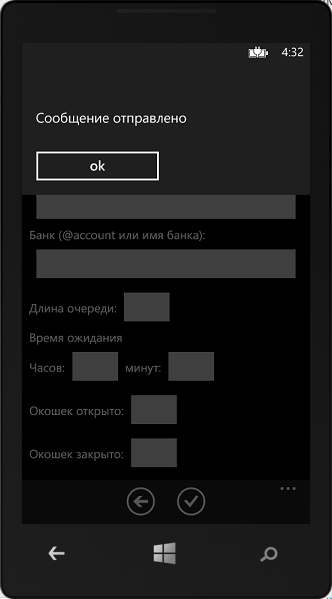 4:32
Сообщение отправлено
ok
Банк (@account или имя банка):
Длина очереди:
Время ожидания
Часов: минут:
Окошек открыто:
Окошек закрыто: